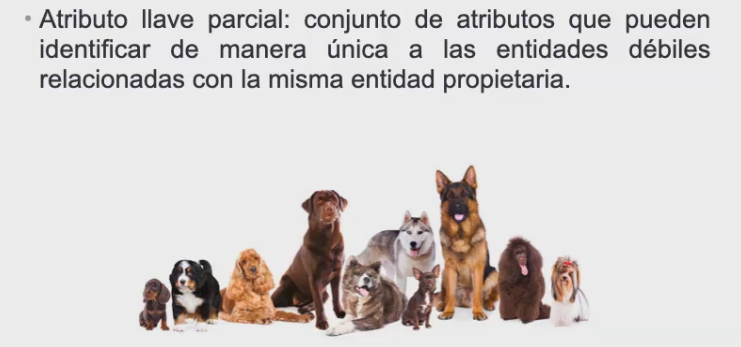 • Atributo llave parcial: conjunto de atributos que pueden
identificar de manera única a las entidades débiles
relacionadas con la misma entidad propietaria.